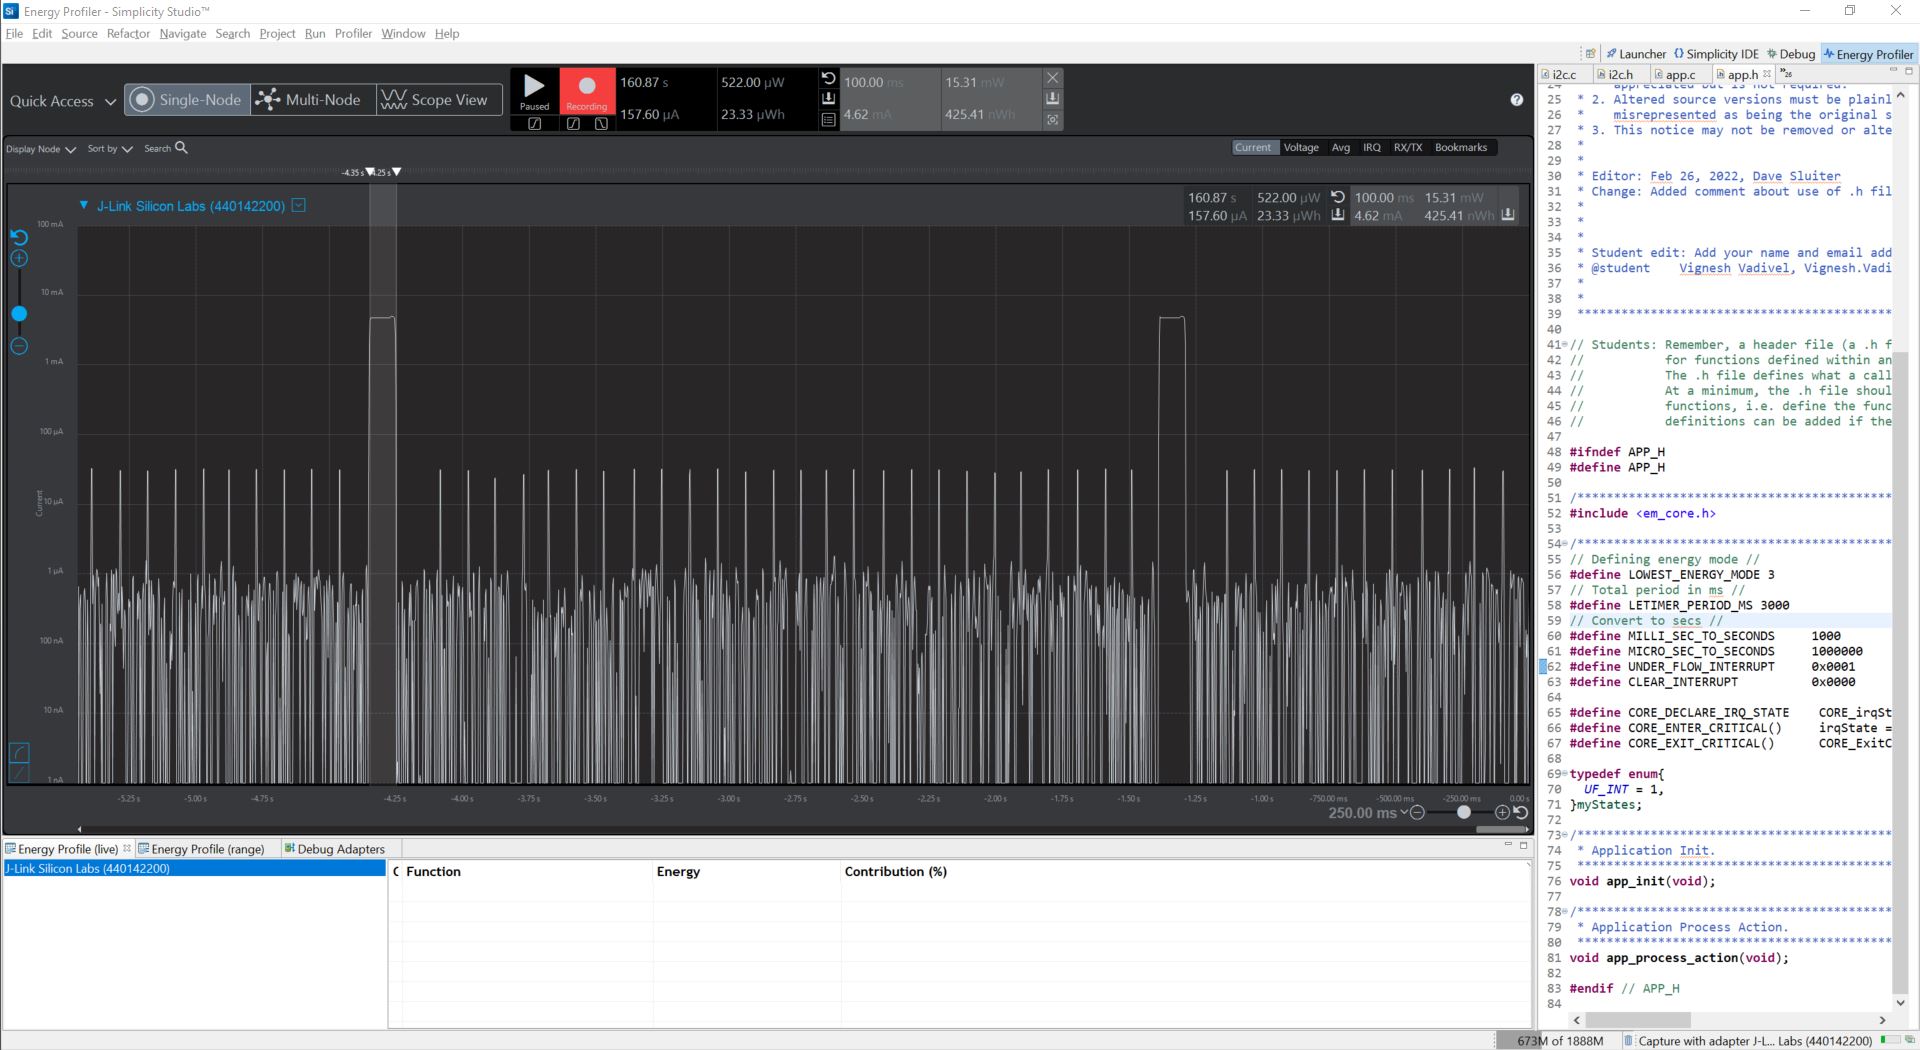 Energy Profiler - Simplicity Studio™
File Edit Source Refactor Navigate Search Project Run Profiler Window Help
Launcher Simplicity IDE Debug Energy Profiler
Quick Access Single-Node Multi-Node Scope View
Paused Recording
160.87 s 522.00 µW 100.00 ms 15.31 mW
157.60 µA 23.33 µWh 4.62 mA 425.41 nWh
Display Node Sort by Search
Current Voltage Avg IRQ RX/TX Bookmarks
-4.35 s
J-Link Silicon Labs (440142200)
160.87 s 522.00 µW 100.00 ms 15.31 mW
157.60 µA 23.33 µWh 4.62 mA 425.41 nWh
100 mA
10 mA
1 mA
100 µA
10 µA
1 µA
100 nA
10 nA
1 nA
Current
-5.25 s -5.00 s -4.75 s -4.25 s -4.00 s -3.75 s -3.50 s -3.25 s -3.00 s -2.75 s -2.50 s -2.25 s -2.00 s -1.75 s -1.50 s -1.25 s -1.00 s -750.00 ms -500.00 ms -250.00 ms 0.00 s
250.00 ms
Energy Profile (live) Energy Profile (range) Debug Adapters
J-Link Silicon Labs (440142200)
Function Energy Contribution (%)
i2c.c i2c.h app.c app.h »26
24 appreciated but is not required.
25 * 2. Altered source versions must be plainl
26 * misrepresented as being the original s
27 * 3. This notice may not be removed or alte
28 *
29 *
30 * Editor: Feb 26, 2022, Dave Sluiter
31 * Change: Added comment about use of .h fil
32 *
33 *
34 *
35 * Student edit: Add your name and email add
36 * @student Vignesh Vadivel, Vignesh.Vadi
37 *
38 *
39 *******************************************
40
41 // Students: Remember, a header file (a .h f
42 // for functions defined within an
43 // The .h file defines what a call
44 // At a minimum, the .h file shoul
45 // functions, i.e. define the func
46 // definitions can be added if the
47
48 #ifndef APP_H
49 #define APP_H
50
51 /*******************************************
52 #include <em_core.h>
53
54 /*******************************************
55 // Defining energy mode //
56 #define LOWEST_ENERGY_MODE 3
57 // Total period in ms //
58 #define LETIMER_PERIOD_MS 3000
59 // Convert to secs //
60 #define MILLI_SEC_TO_SECONDS 1000
61 #define MICRO_SEC_TO_SECONDS 1000000
62 #define UNDER_FLOW_INTERRUPT 0x0001
63 #define CLEAR_INTERRUPT 0x0000
64
65 #define CORE_DECLARE_IRQ_STATE CORE_irqSt
66 #define CORE_ENTER_CRITICAL() irqState =
67 #define CORE_EXIT_CRITICAL() CORE_ExitC
68
69 typedef enum{
70 UF_INT = 1,
71 }myStates;
72
73 /*******************************************
74 * Application Init.
75 *******************************************
76 void app_init(void);
77
78 /*******************************************
79 * Application Process Action.
80 *******************************************
81 void app_process_action(void);
82
83 #endif // APP_H
84
673M of 1888M Capture with adapter J-L... Labs (440142200)